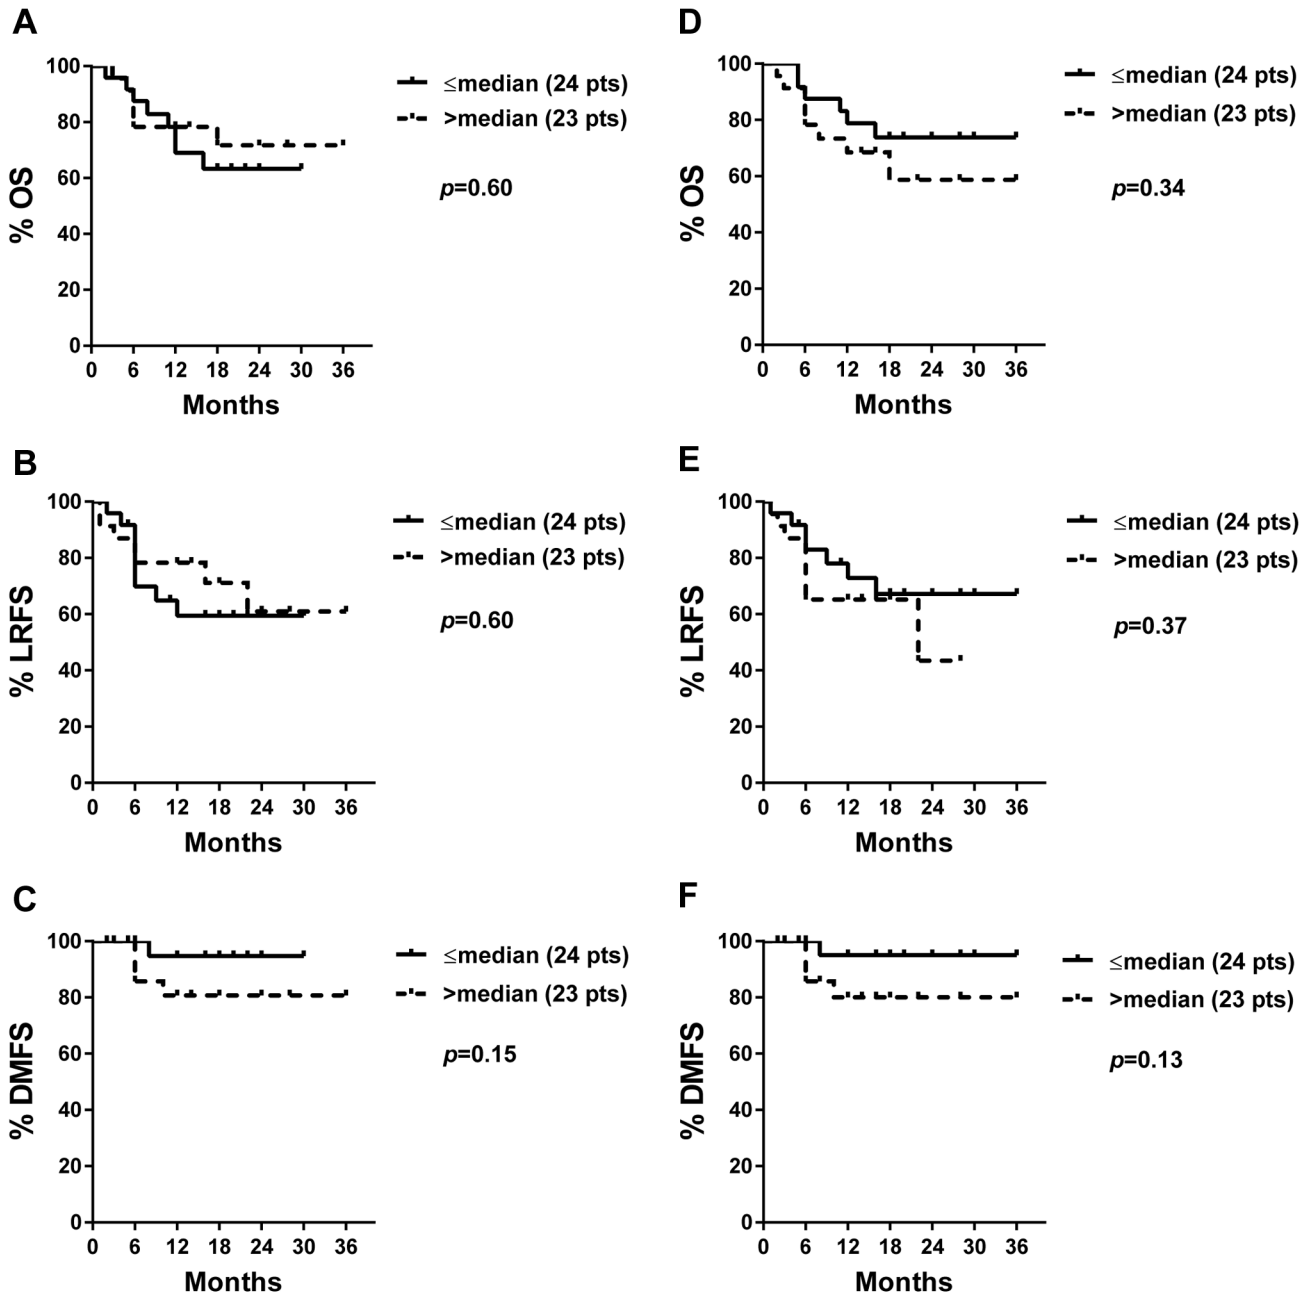 A
100
80
60
40
20
0
% OS
0 6 12 18 24 30 36
Months
≤median (24 pts)
>median (23 pts)
p=0.60
D
100
80
60
40
20
0
% OS
0 6 12 18 24 30 36
Months
≤median (24 pts)
>median (23 pts)
p=0.34
B
100
80
60
40
20
0
% LRFS
0 6 12 18 24 30 36
Months
≤median (24 pts)
>median (23 pts)
p=0.60
E
100
80
60
40
20
0
% LRFS
0 6 12 18 24 30 36
Months
≤median (24 pts)
>median (23 pts)
p=0.37
C
100
80
60
40
20
0
% DMFS
0 6 12 18 24 30 36
Months
≤median (24 pts)
>median (23 pts)
p=0.15
F
100
80
60
40
20
0
% DMFS
0 6 12 18 24 30 36
Months
≤median (24 pts)
>median (23 pts)
p=0.13